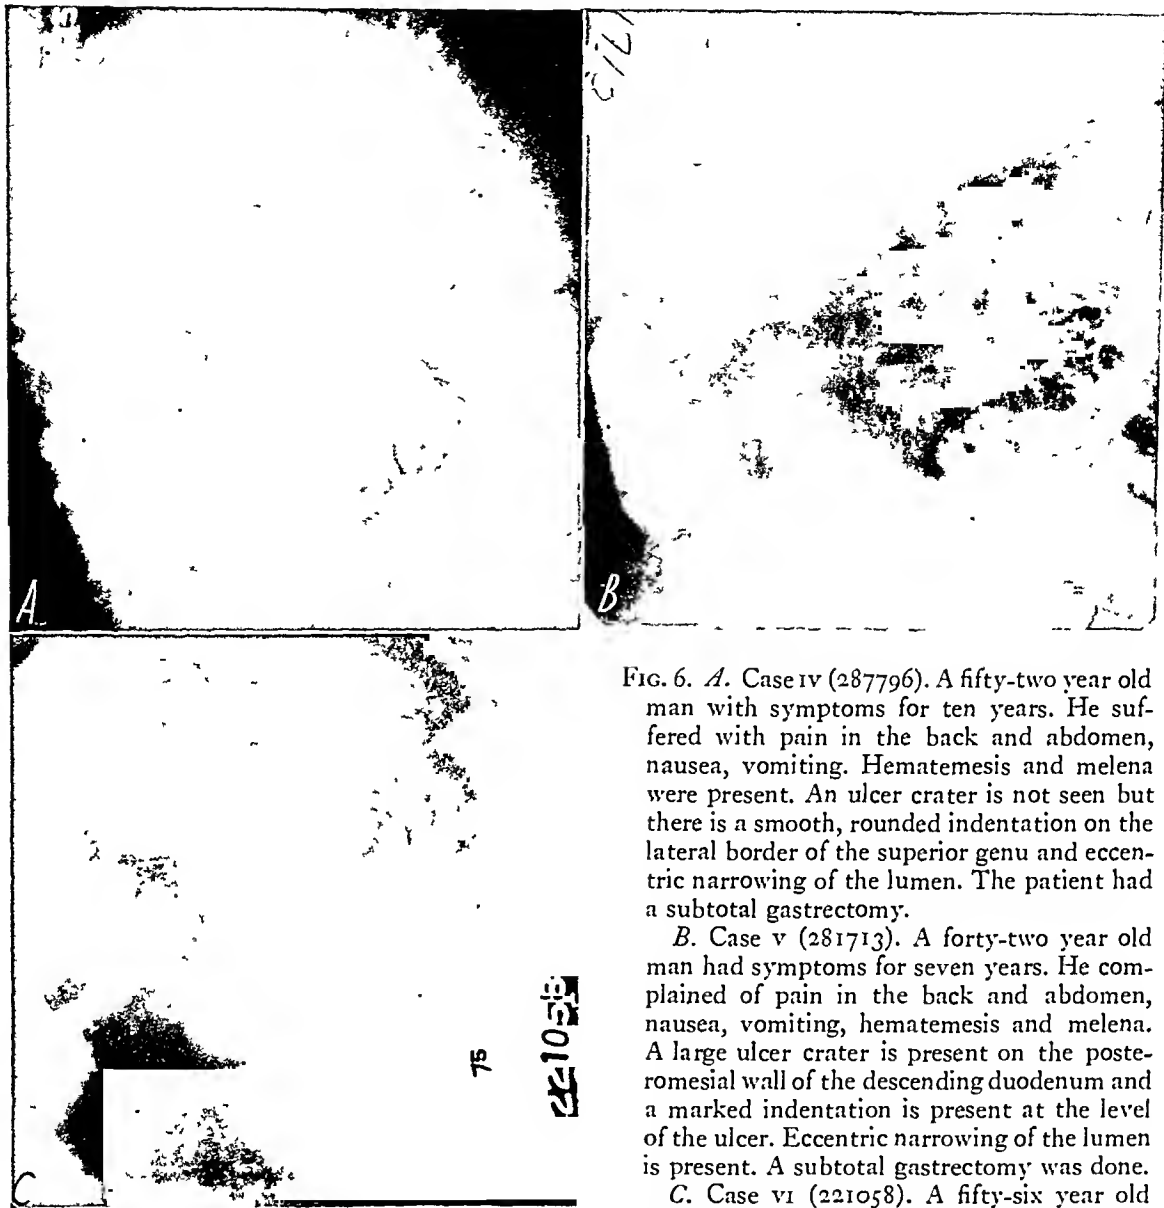 1713
A
B
FIG. 6. A. Case IV (287796). A fifty-two year old
man with symptoms for ten years. He suf-
fered with pain in the back and abdomen,
nausea, vomiting. Hematemesis and melena
were present. An ulcer crater is not seen but
there is a smooth, rounded indentation on the
lateral border of the superior genu and eccen-
tric narrowing of the lumen. The patient had
a subtotal gastrectomy.
B. Case V (281713). A forty-two year old
man had symptoms for seven years. He com-
plained of pain in the back and abdomen,
nausea, vomiting, hematemesis and melena.
A large ulcer crater is present on the poste-
romesial wall of the descending duodenum and
a marked indentation is present at the level
of the ulcer. Eccentric narrowing of the lumen
is present. A subtotal gastrectomy was done.
C. Case VI (221058). A fifty-six year old
75
221058
C